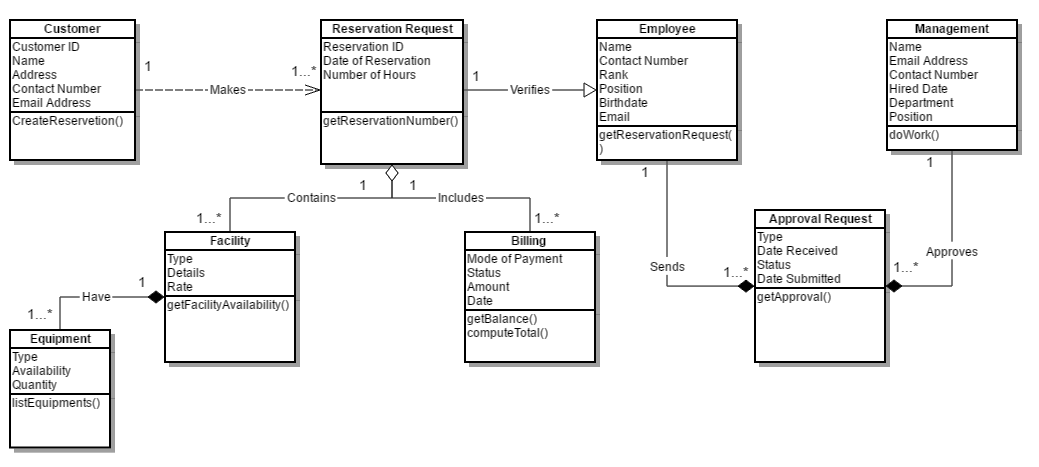 Customer
Customer ID
Name
Address
Contact Number
Email Address
CreateReservetion()
1
Makes
1...*
Reservation Request
Reservation ID
Date of Reservation
Number of Hours
getReservationNumber()
1
Verifies
Employee
Name
Contact Number
Rank
Position
Birthdate
Email
getReservationRequest(
)
Management
Name
Email Address
Contact Number
Hired Date
Department
Position
doWork()
1
1
Contains
Includes
1...*
1...*
Facility
Type
Details
Rate
getFacilityAvailability()
Billing
Mode of Payment
Status
Amount
Date
getBalance()
computeTotal()
1
Have
1...*
Equipment
Type
Availability
Quantity
listEquipments()
1
Sends
1...*
Approval Request
Type
Date Received
Status
Date Submitted
getApproval()
1
Approves
1...*